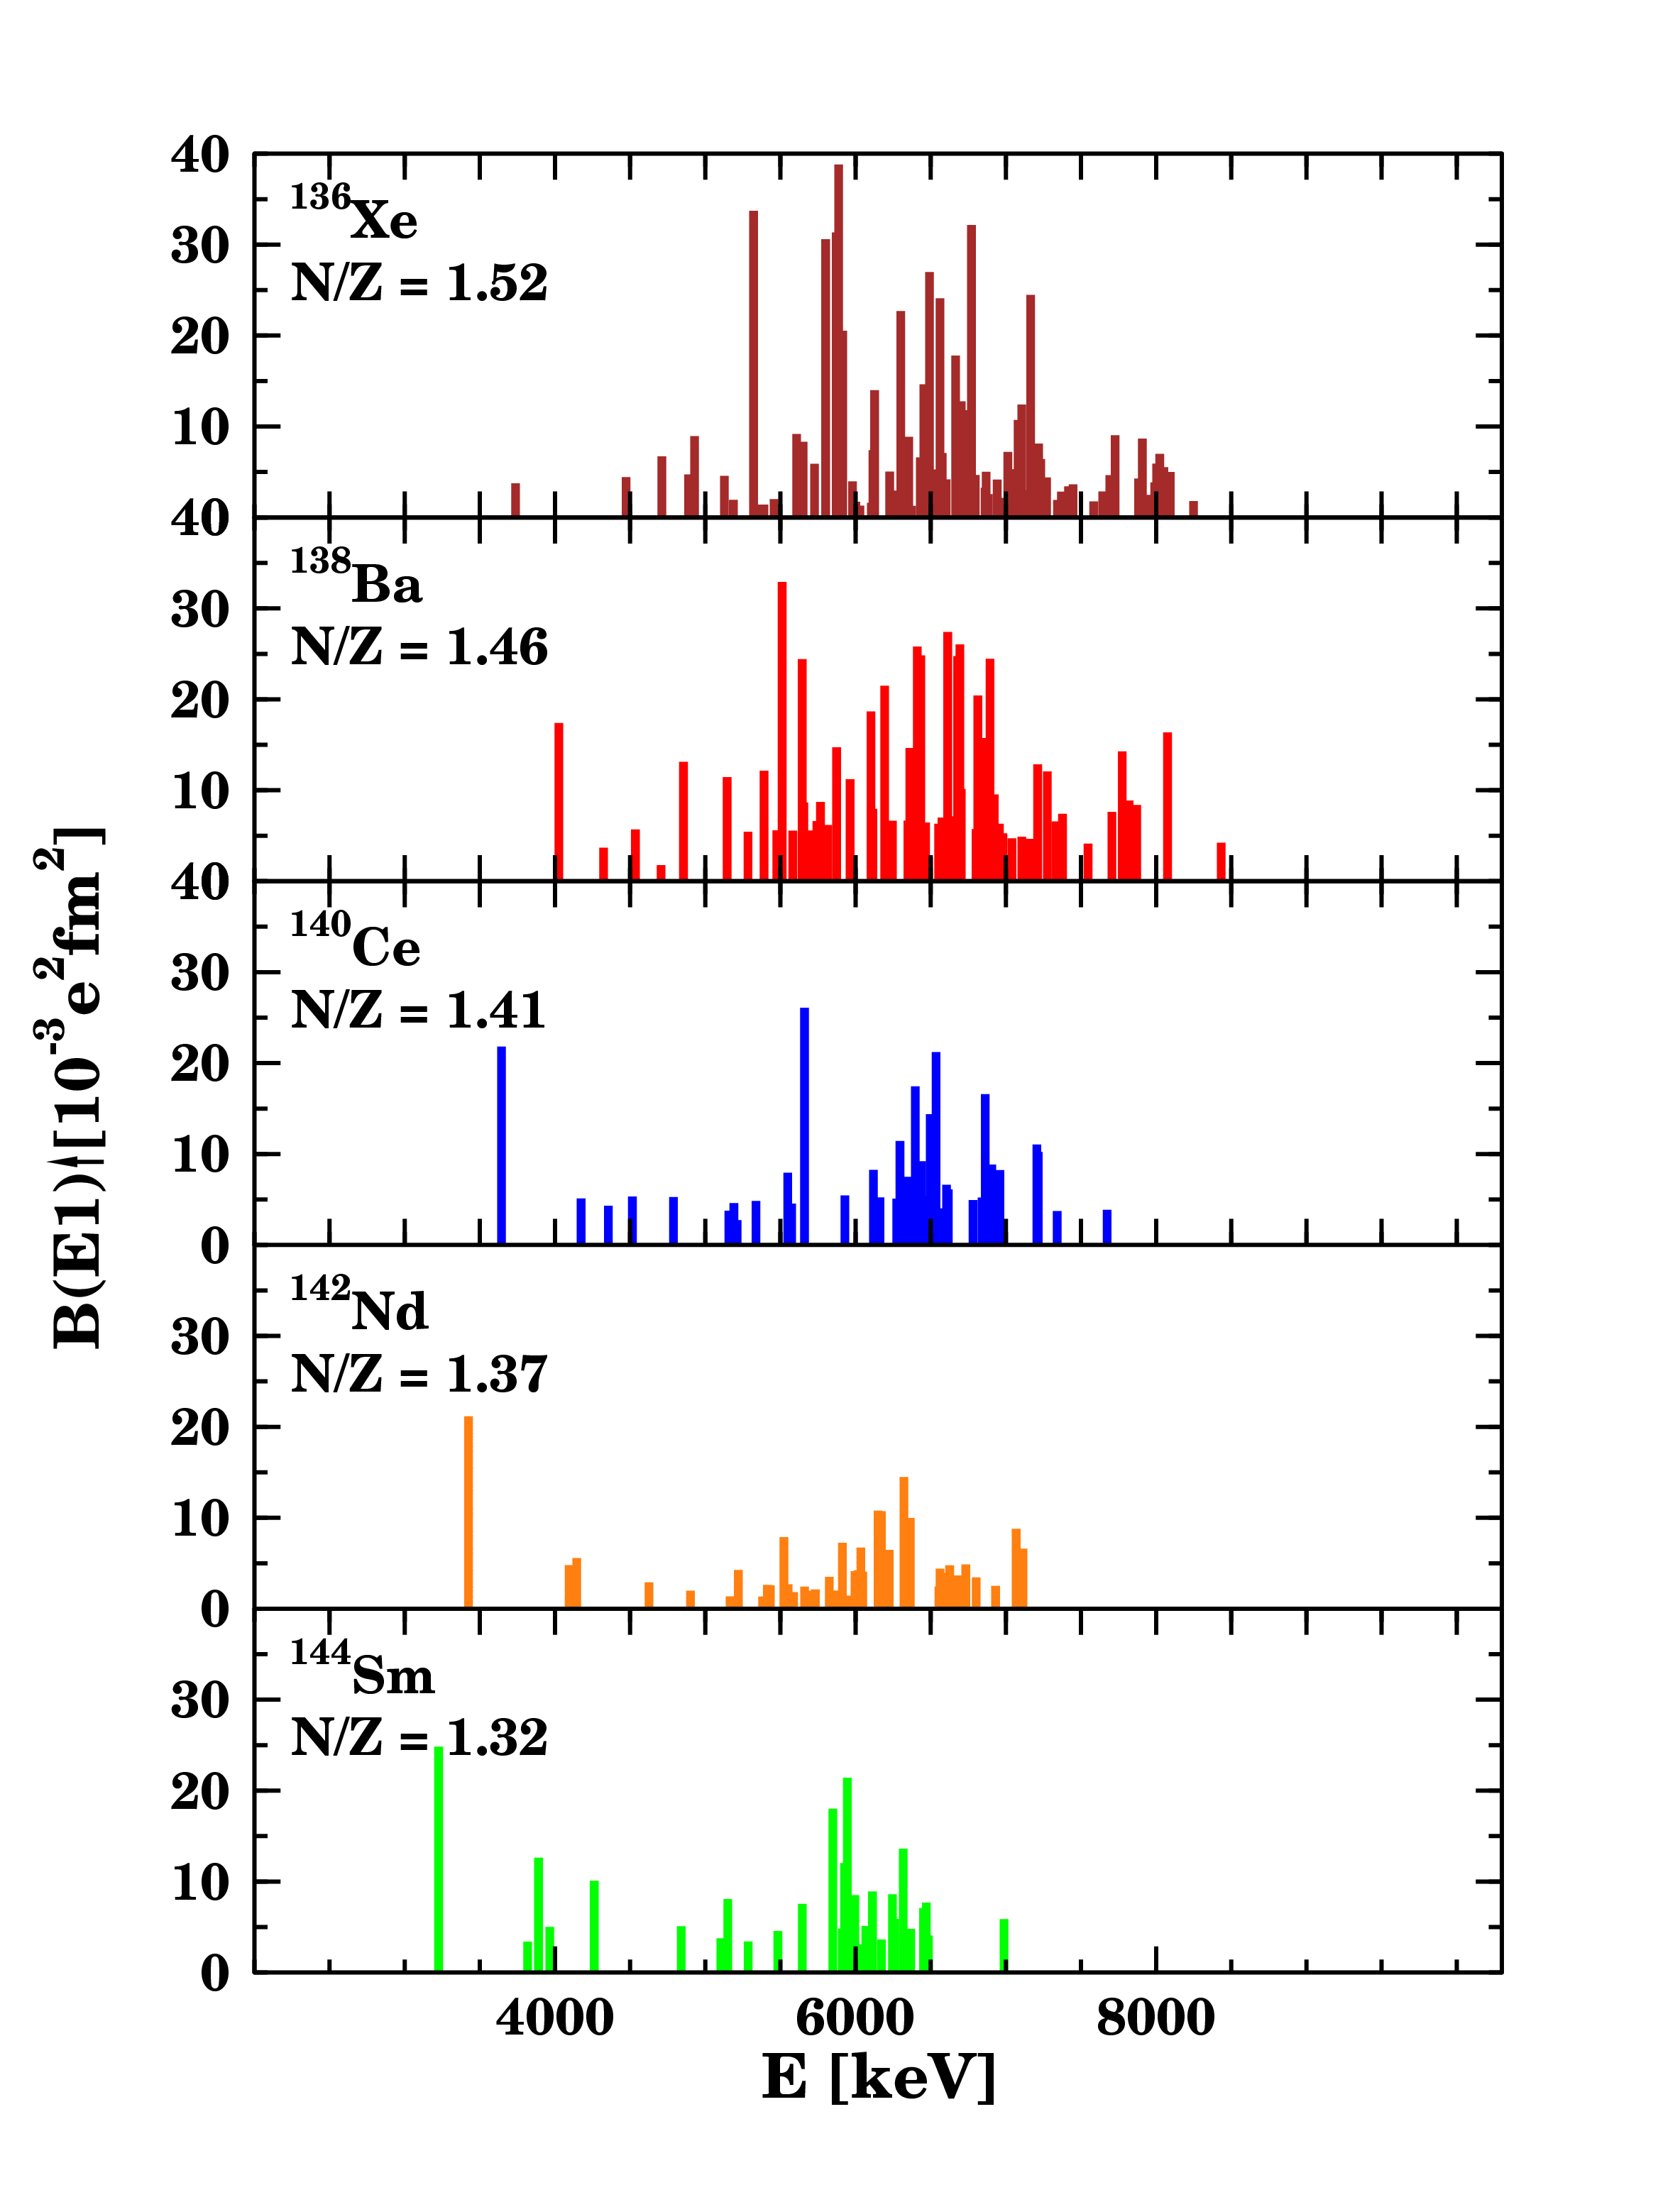 B(E1)↑[10⁻³e²fm²]
40
¹³⁶Xe
30
N/Z = 1.52
20
10
40
¹³⁸Ba
30
N/Z = 1.46
20
10
40
¹⁴⁰Ce
30
N/Z = 1.41
20
10
0
¹⁴²Nd
30
N/Z = 1.37
20
10
0
¹⁴⁴Sm
30
N/Z = 1.32
20
10
0
4000 6000 8000
E [keV]